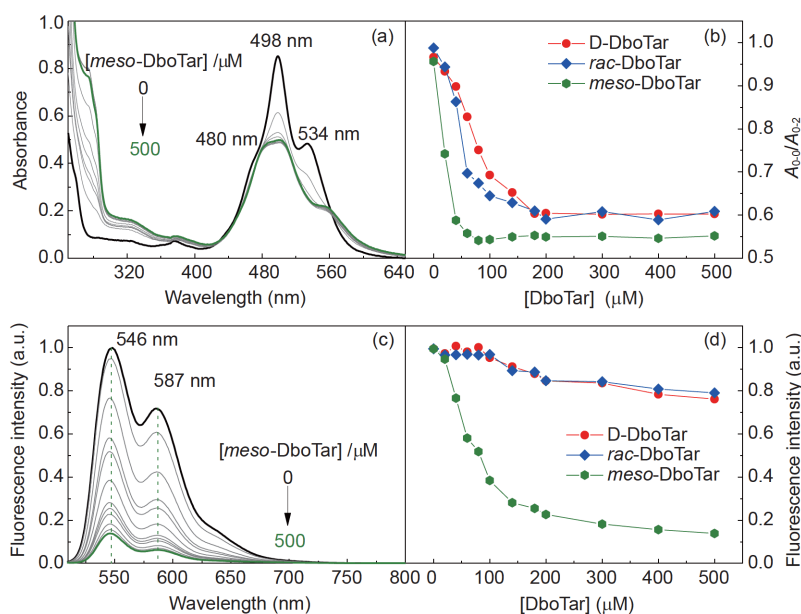 (a)
[meso-DboTar] /μM
0
500
498 nm
480 nm
534 nm
1.0
0.8
0.6
0.4
0.2
0.0
Absorbance
320 400 480 560 640
Wavelength (nm)
(b)
D-DboTar
rac-DboTar
meso-DboTar
1.0
0.9
0.8
0.7
0.6
0.5
A0-0/A0-2
0 100 200 300 400 500
[DboTar] (μM)
(c)
546 nm
587 nm
[meso-DboTar] /μM
0
500
1.0
0.8
0.6
0.4
0.2
0.0
Fluorescence intensity (a.u.)
550 600 650 700 750 800
Wavelength (nm)
(d)
D-DboTar
rac-DboTar
meso-DboTar
1.0
0.8
0.6
0.4
0.2
0.0
Fluorescence intensity (a.u.)
0 100 200 300 400 500
[DboTar] (μM)